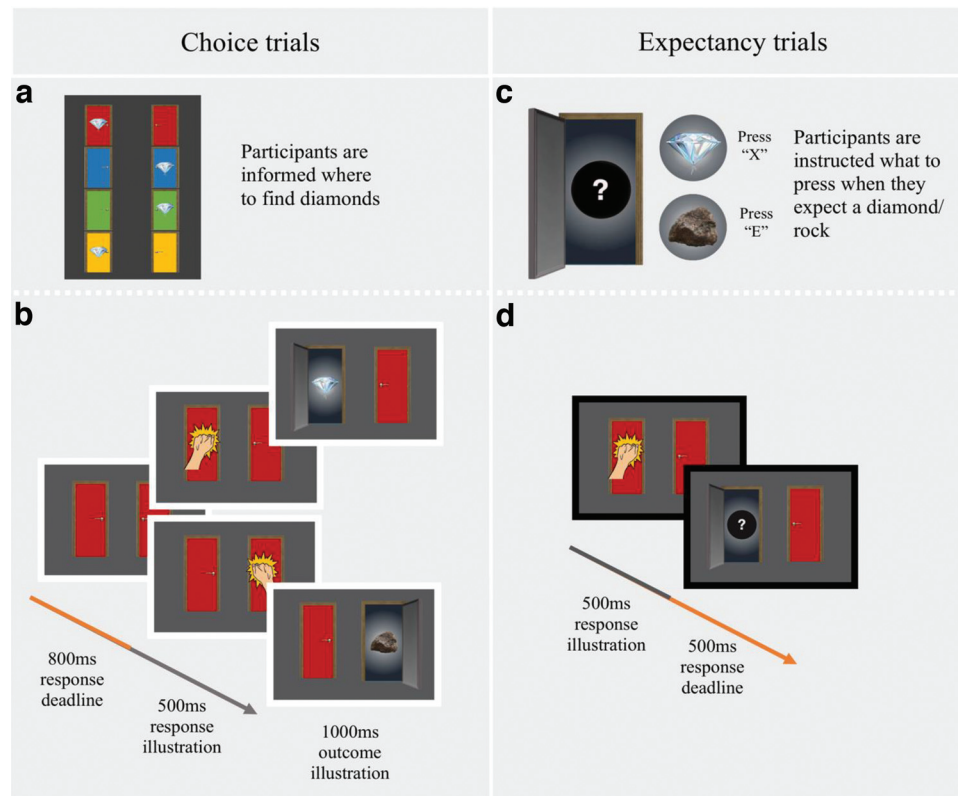 Choice trials
Expectancy trials
a
Participants are
informed where
to find diamonds
c
?
Press
“X”
Press
“E”
Participants are
instructed what to
press when they
expect a diamond/
rock
b
800ms
response
deadline
500ms
response
illustration
1000ms
outcome
illustration
d
?
500ms
response
illustration
500ms
response
deadline